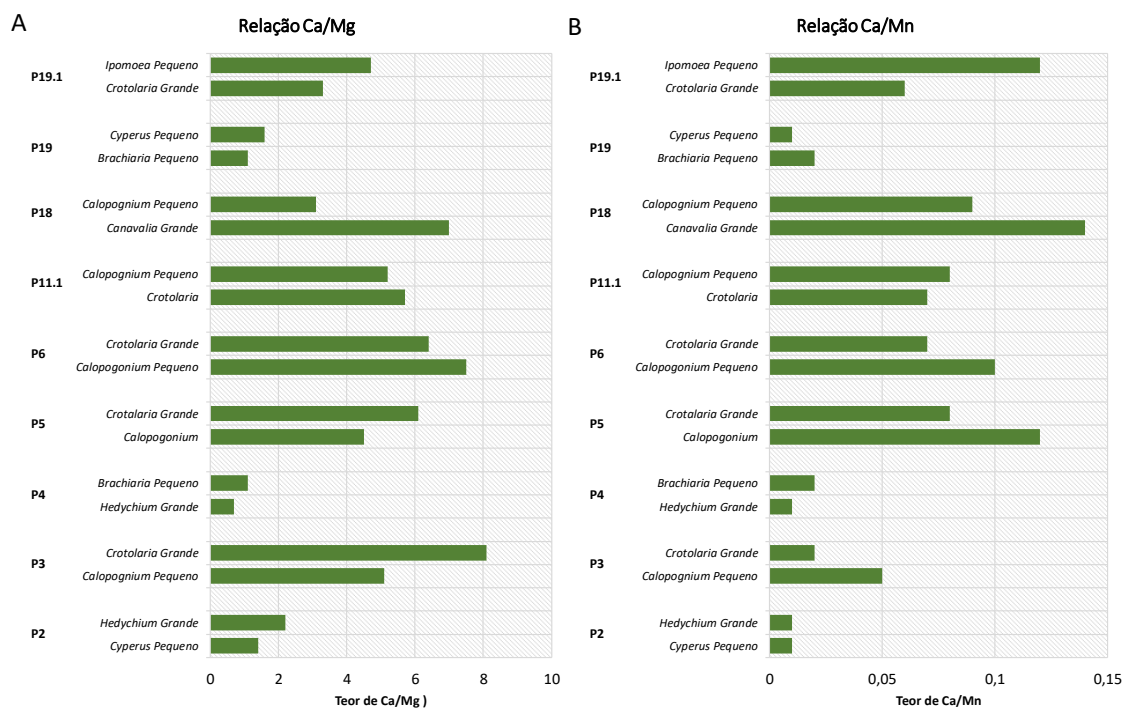 A
Relação Ca/Mg
P19.1
Ipomoea Pequeno
Crotolaria Grande
P19
Cyperus Pequeno
Brachiaria Pequeno
P18
Calopognium Pequeno
Canavalia Grande
P11.1
Calopognium Pequeno
Crotolaria
P6
Crotolaria Grande
Calopogonium Pequeno
P5
Crotalaria Grande
Calopogonium
P4
Brachiaria Pequeno
Hedychium Grande
P3
Crotolaria Grande
Calopognium Pequeno
P2
Hedychium Grande
Cyperus Pequeno
0 2 4 6 8 10
Teor de Ca/Mg )
B
Relação Ca/Mn
P19.1
Ipomoea Pequeno
Crotolaria Grande
P19
Cyperus Pequeno
Brachiaria Pequeno
P18
Calopognium Pequeno
Canavalia Grande
P11.1
Calopognium Pequeno
Crotolaria
P6
Crotolaria Grande
Calopogonium Pequeno
P5
Crotalaria Grande
Calopogonium
P4
Brachiaria Pequeno
Hedychium Grande
P3
Crotolaria Grande
Calopognium Pequeno
P2
Hedychium Grande
Cyperus Pequeno
0 0,05 0,1 0,15
Teor de Ca/Mn